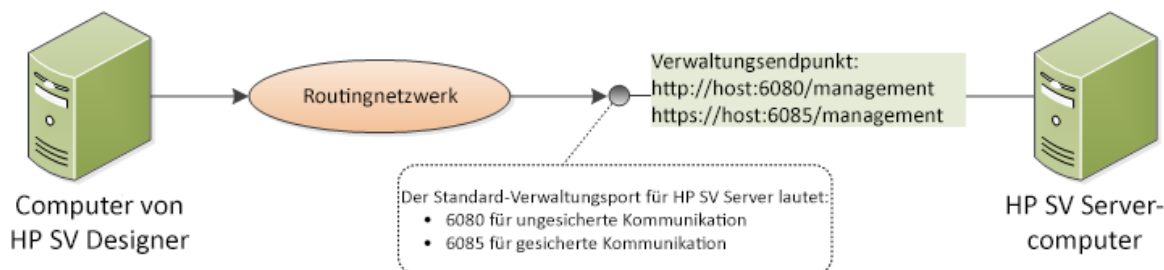 Computer von
HP SV Designer
Routingnetzwerk
Verwaltungsendpunkt:
http://host:6080/management
https://host:6085/management
Der Standard-Verwaltungsport für HP SV Server lautet:
• 6080 für ungesicherte Kommunikation
• 6085 für gesicherte Kommunikation
HP SV Server-
computer